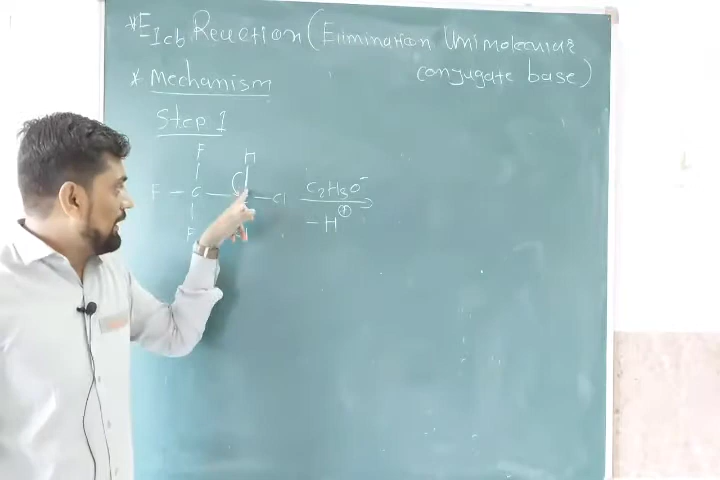 * E1cb Reaction (Elimination Unimolecular
conjugate base)
* Mechanism
Step 1
F H
F - C - Cl C2H5O-
F - H+